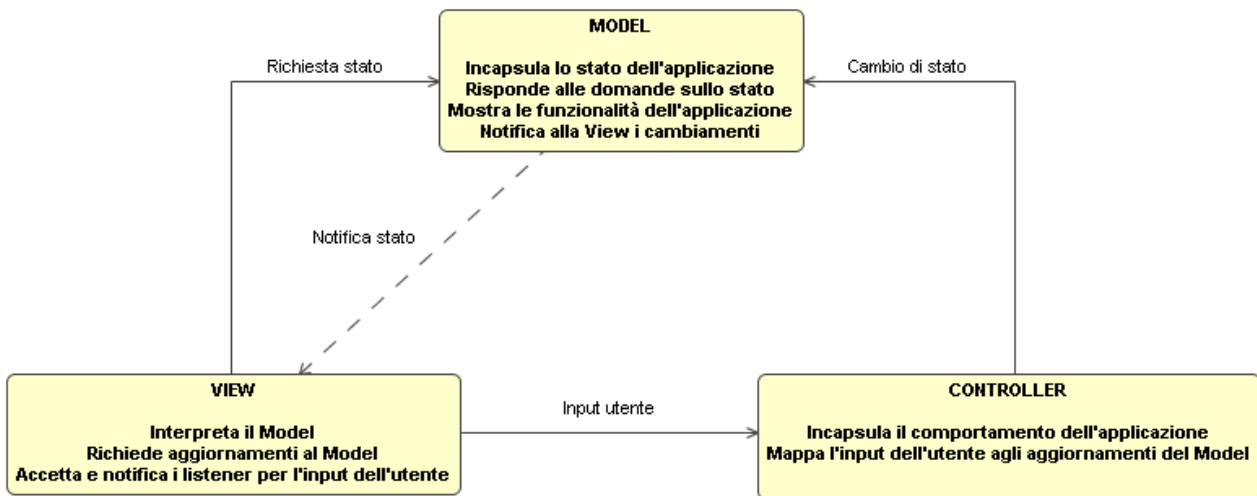 MODEL
Incapsula lo stato dell'applicazione
Risponde alle domande sullo stato
Mostra le funzionalità dell'applicazione
Notifica alla View i cambiamenti
Richiesta stato
Cambio di stato
Notifica stato
VIEW
Interpreta il Model
Richiede aggiornamenti al Model
Accetta e notifica i listener per l'input dell'utente
Input utente
CONTROLLER
Incapsula il comportamento dell'applicazione
Mappa l'input dell'utente agli aggiornamenti del Model